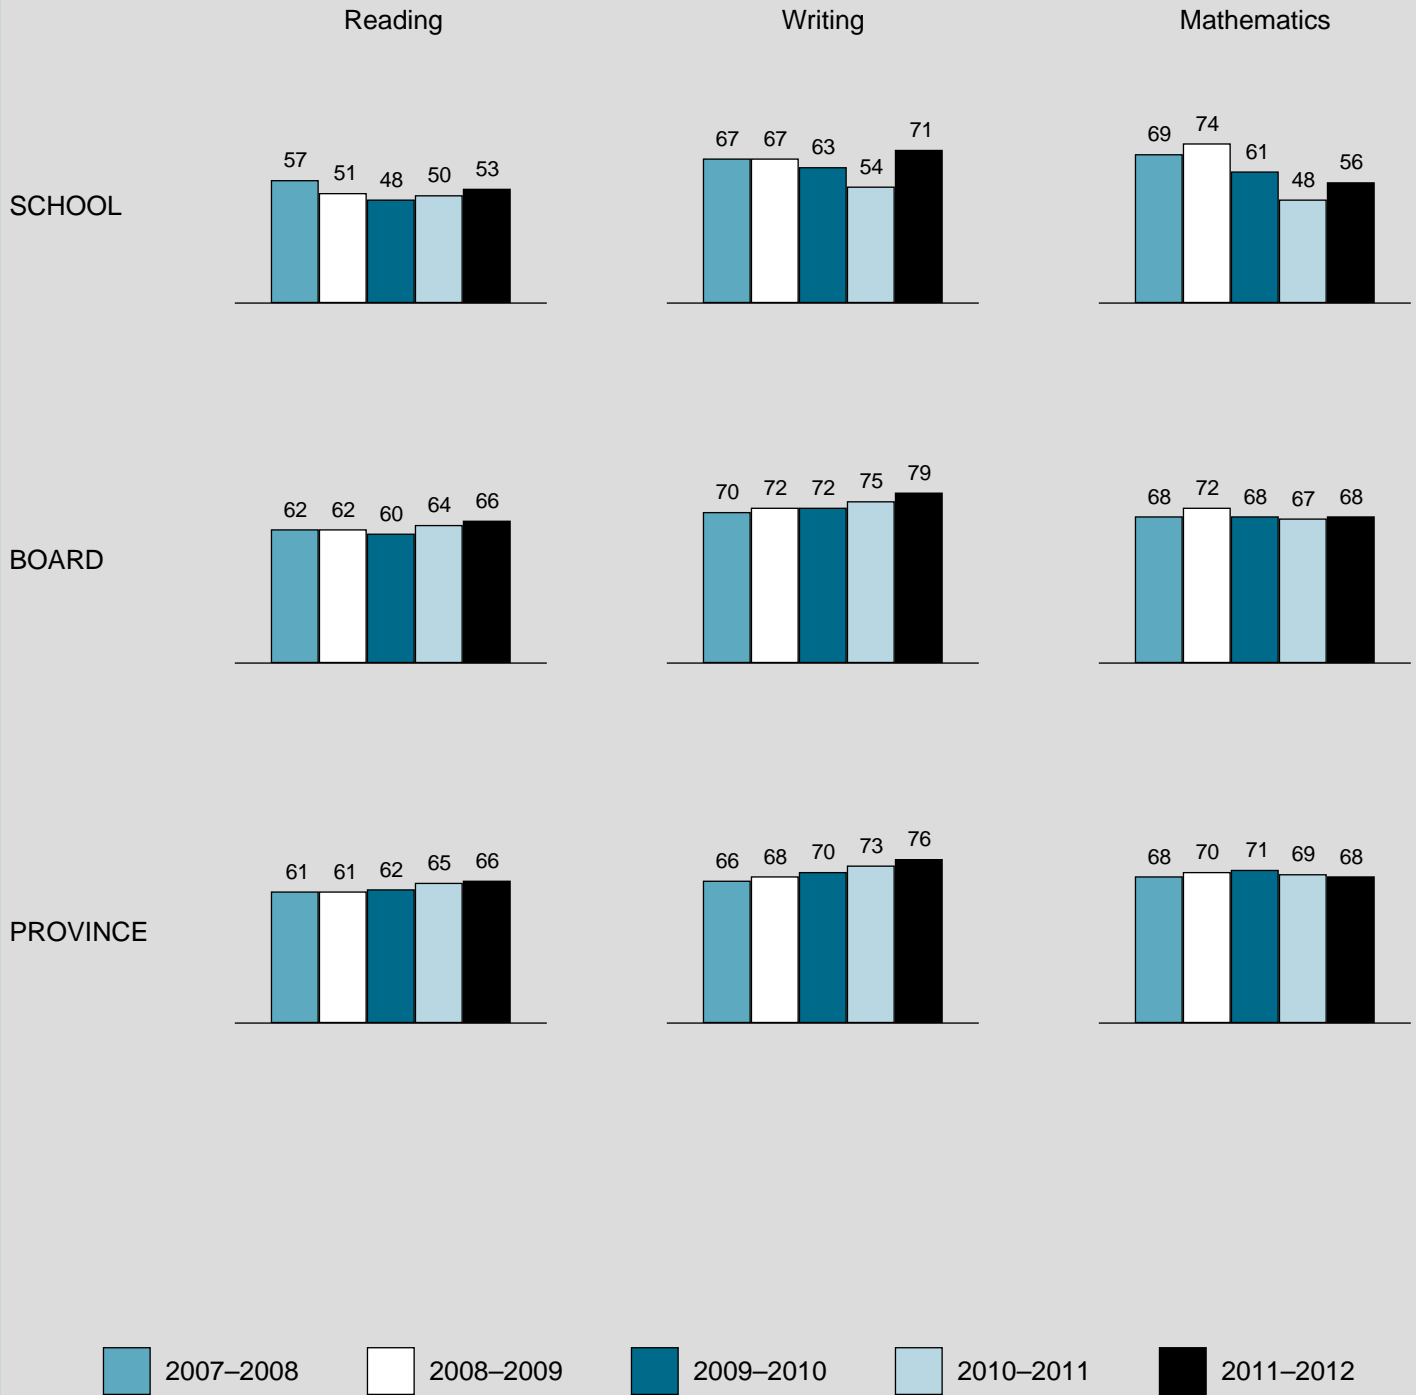 Reading Writing Mathematics
57 51 48 50 53 67 67 63 54 71 69 74 61 48 56
SCHOOL
62 62 60 64 66 70 72 72 75 79 68 72 68 67 68
BOARD
61 61 62 65 66 66 68 70 73 76 68 70 71 69 68
PROVINCE
2007–2008 2008–2009 2009–2010 2010–2011 2011–2012